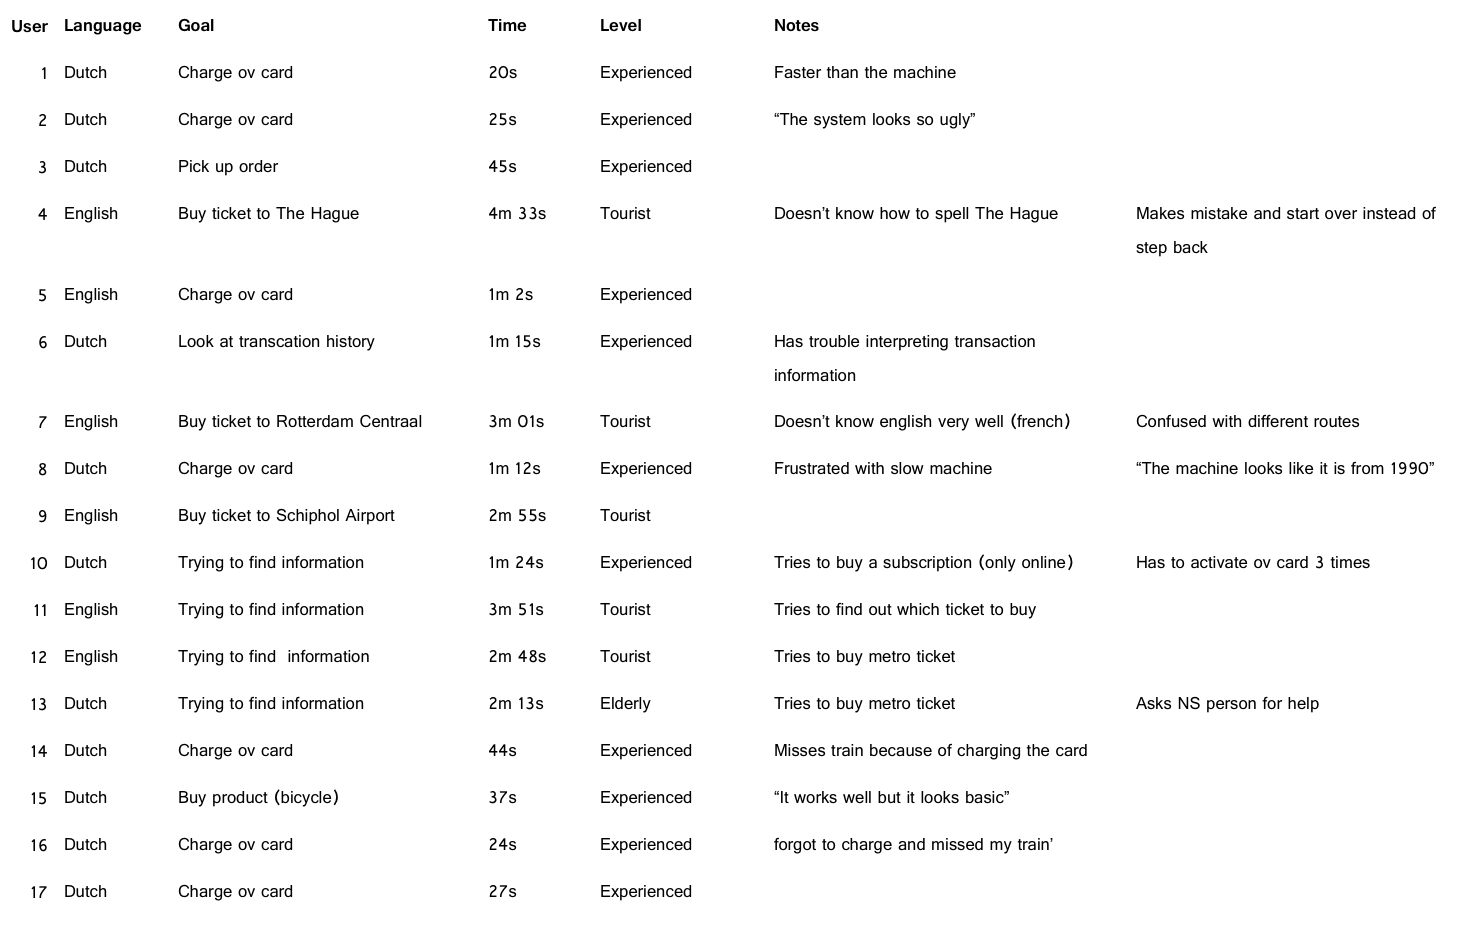 User Language Goal Time Level Notes
1 Dutch Charge ov card 20s Experienced Faster than the machine
2 Dutch Charge ov card 25s Experienced “The system looks so ugly”
3 Dutch Pick up order 45s Experienced
4 English Buy ticket to The Hague 4m 33s Tourist Doesn’t know how to spell The Hague Makes mistake and start over instead of
step back
5 English Charge ov card 1m 2s Experienced
6 Dutch Look at transcation history 1m 15s Experienced Has trouble interpreting transaction
information
7 English Buy ticket to Rotterdam Centraal 3m 01s Tourist Doesn’t know english very well (french) Confused with different routes
8 Dutch Charge ov card 1m 12s Experienced Frustrated with slow machine “The machine looks like it is from 1990”
9 English Buy ticket to Schiphol Airport 2m 55s Tourist
10 Dutch Trying to find information 1m 24s Experienced Tries to buy a subscription (only online) Has to activate ov card 3 times
11 English Trying to find information 3m 51s Tourist Tries to find out which ticket to buy
12 English Trying to find information 2m 48s Tourist Tries to buy metro ticket
13 Dutch Trying to find information 2m 13s Elderly Tries to buy metro ticket Asks NS person for help
14 Dutch Charge ov card 44s Experienced Misses train because of charging the card
15 Dutch Buy product (bicycle) 37s Experienced “It works well but it looks basic”
16 Dutch Charge ov card 24s Experienced forgot to charge and missed my train’
17 Dutch Charge ov card 27s Experienced